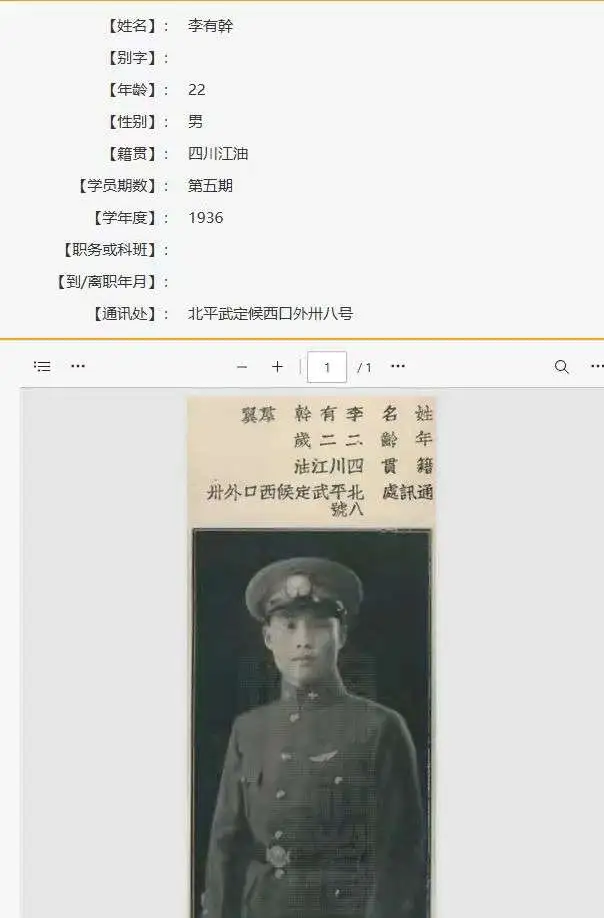 【姓名】： 李有幹
【别字】：
【年龄】： 22
【性别】： 男
【籍贯】： 四川江油
【学员期数】： 第五期
【学年度】： 1936
【职务或科班】：
【到/离职年月】：
【通讯处】： 北平武定候西口外卅八号
1 / 1
姓名 李有幹 羣翼
年齡 二二歲
籍貫 四川江油
通訊處 北平武定候西口外卅
八號